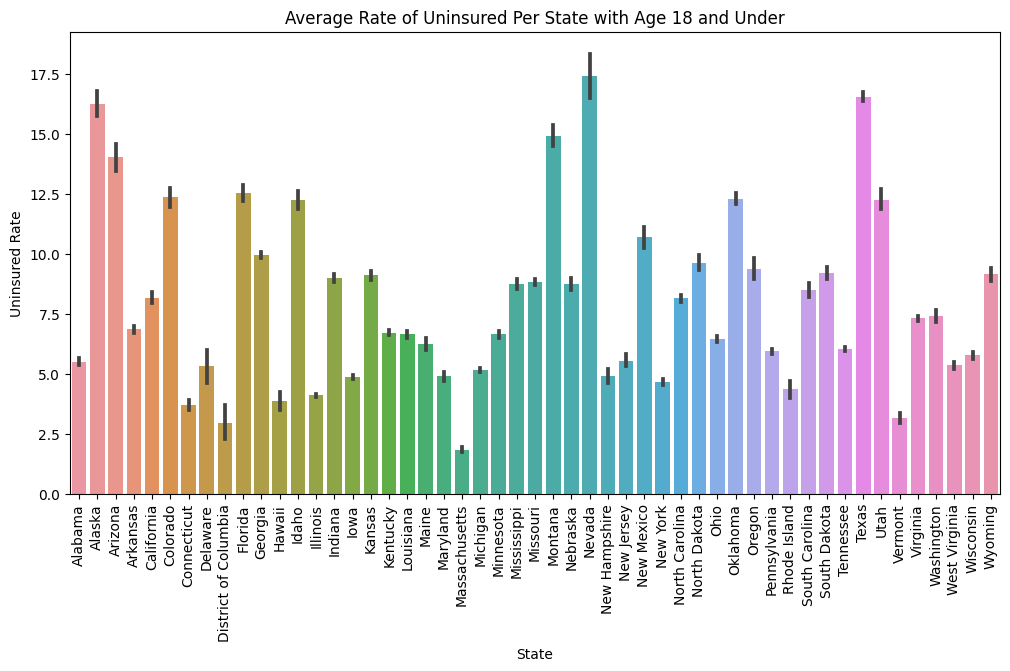 Average Rate of Uninsured Per State with Age 18 and Under
Uninsured Rate
17.5
15.0
12.5
10.0
7.5
5.0
2.5
0.0
Alabama
Alaska
Arizona
Arkansas
California
Colorado
Connecticut
Delaware
District of Columbia
Florida
Georgia
Hawaii
Idaho
Illinois
Indiana
Iowa
Kansas
Kentucky
Louisiana
Maine
Maryland
Massachusetts
Michigan
Minnesota
Mississippi
Missouri
Montana
Nebraska
Nevada
New Hampshire
New Jersey
New Mexico
New York
North Carolina
North Dakota
Ohio
Oklahoma
Oregon
Pennsylvania
Rhode Island
South Carolina
South Dakota
Tennessee
Texas
Utah
Vermont
Virginia
Washington
West Virginia
Wisconsin
Wyoming
State